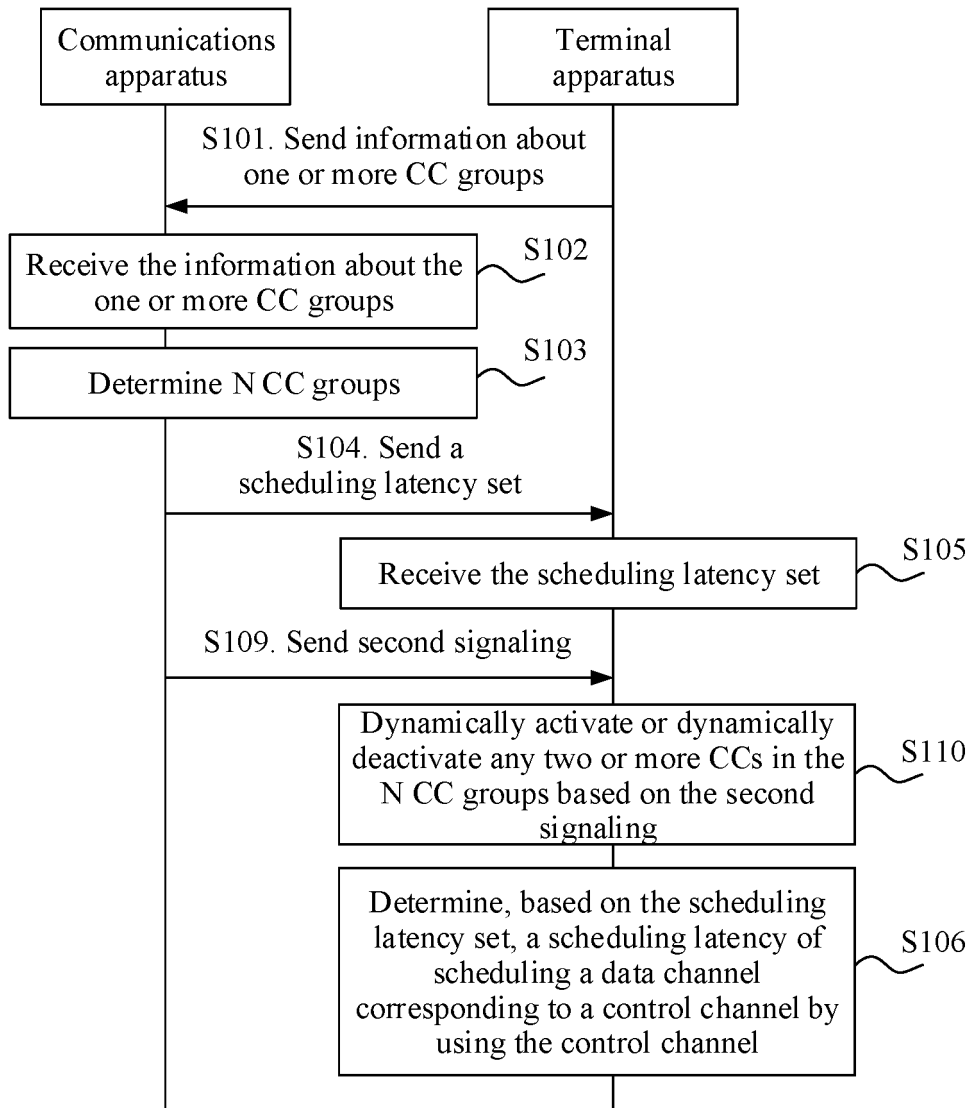 Communications
apparatus
Terminal
apparatus
S101. Send information about
one or more CC groups
S102
Receive the information about the
one or more CC groups
S103
Determine N CC groups
S104. Send a
scheduling latency set
S105
Receive the scheduling latency set
S109. Send second signaling
Dynamically activate or dynamically
deactivate any two or more CCs in the
N CC groups based on the second
signaling
S110
Determine, based on the scheduling
latency set, a scheduling latency of
scheduling a data channel
corresponding to a control channel by
using the control channel
S106